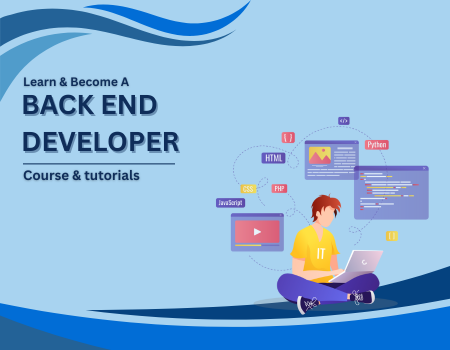 Learn & Become A
BACK END
DEVELOPER
Course & tutorials
</>
{ }
HTML
Python
CSS
PHP
JavaScript
{ }
IT